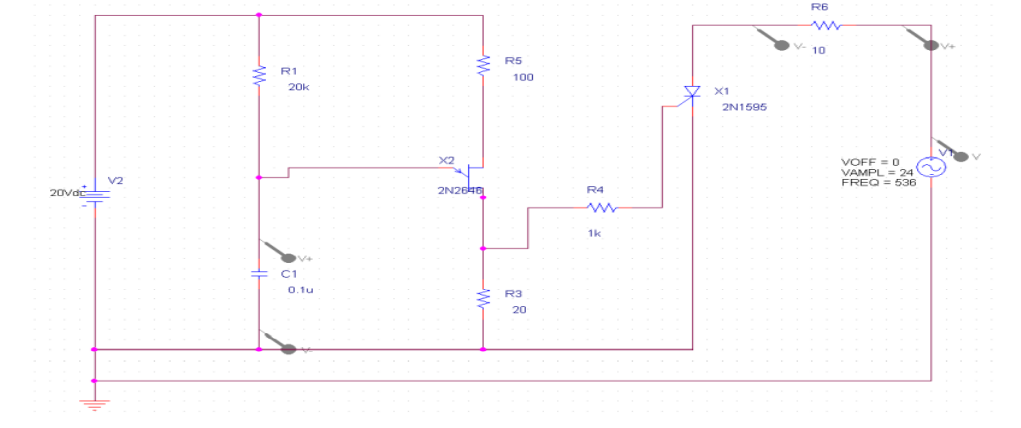 R6
10
V-
V+
R1
20k
R5
100
X1
2N1595
X2
2N2646
V1
V
VOFF = 0
VAMPL = 24
FREQ = 536
V2
20Vdc
+
-
R4
1k
V+
C1
0.1u
R3
20
V-